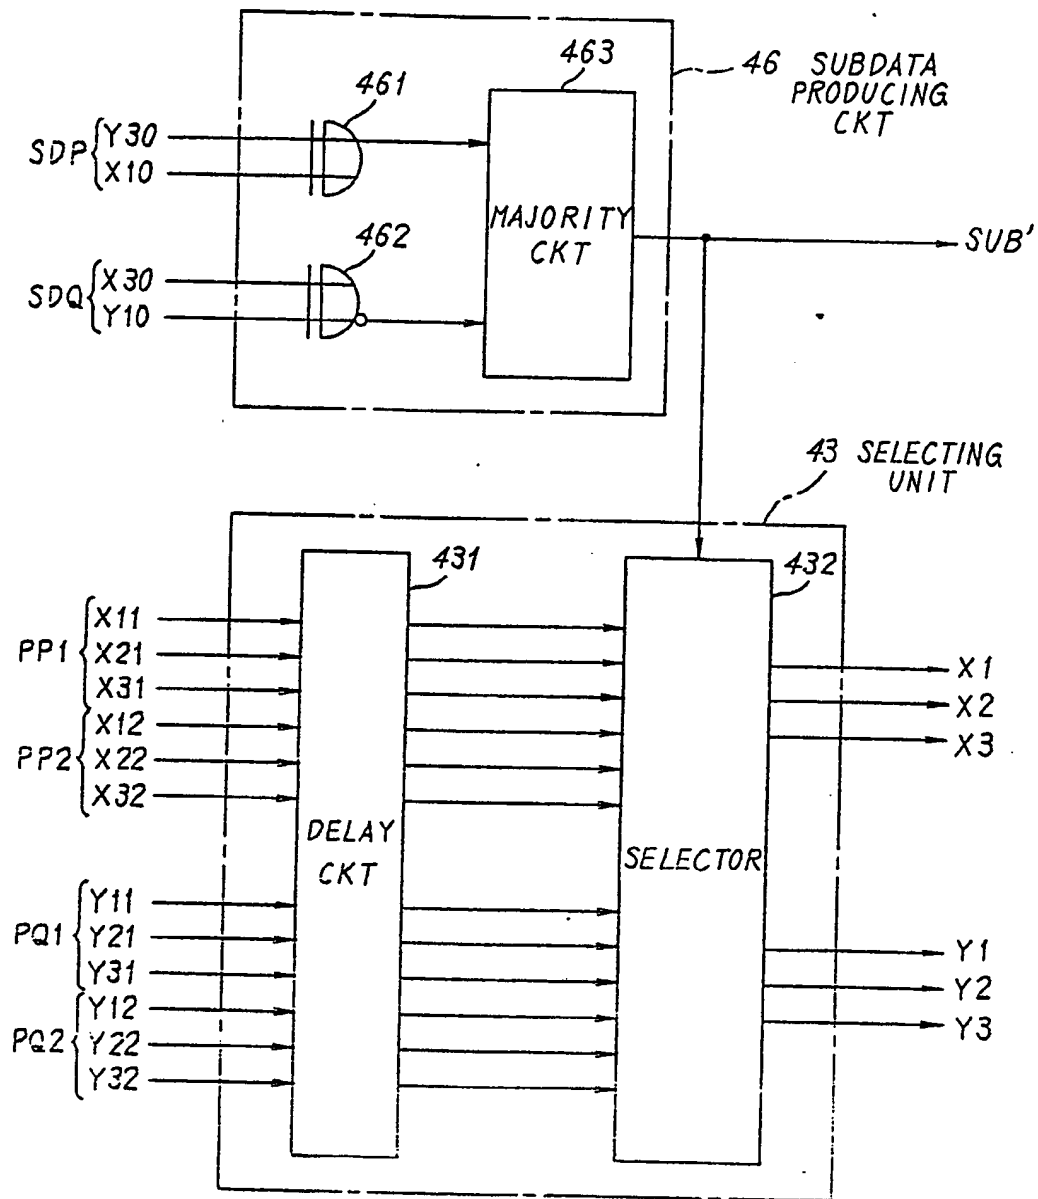 463
46 SUBDATA
PRODUCING
CKT
461
SDP
Y30
X10
MAJORITY
CKT
SUB'
462
SDQ
X30
Y10
43 SELECTING
UNIT
431
432
PP1
X11
X21
X31
PP2
X12
X22
X32
X1
X2
X3
DELAY
CKT
SELECTOR
PQ1
Y11
Y21
Y31
PQ2
Y12
Y22
Y32
Y1
Y2
Y3